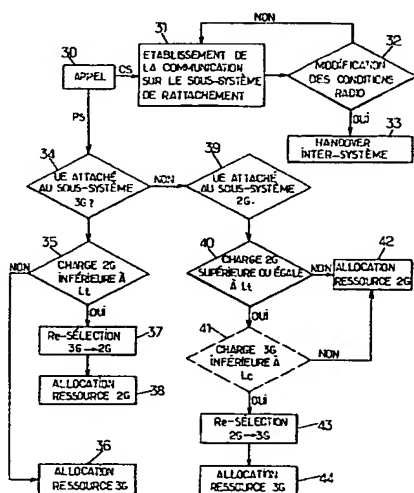 30
APPEL
CS
PS
31
ETABLISSEMENT DE
LA COMMUNICATION
SUR LE SOUS-SYSTÈME
DE RATTACHEMENT
NON
32
MODIFICATION
DES CONDITIONS
RADIO
OUI
33
HANDOVER
INTER-SYSTÈME
34
UE ATTACHÉ
AU SOUS-SYSTÈME
3G ?
NON
39
UE ATTACHÉ
AU SOUS-SYSTÈME
2G.
35
CHARGE 2G
INFÉRIEURE À
Lt
NON
OUI
37
Re-SÉLECTION
3G→2G
ALLOCATION
RESSOURCE 2G
38
36
ALLOCATION
RESSOURCE 3G
40
CHARGE 2G
SUPÉRIEURE OU ÉGALE
À Lt
NON
42
ALLOCATION
RESSOURCE 2G
OUI
41
CHARGE 3G
INFÉRIEURE À
Lc
NON
OUI
Re-SÉLECTION
2G→3G
43
ALLOCATION
RESSOURCE 3G
44